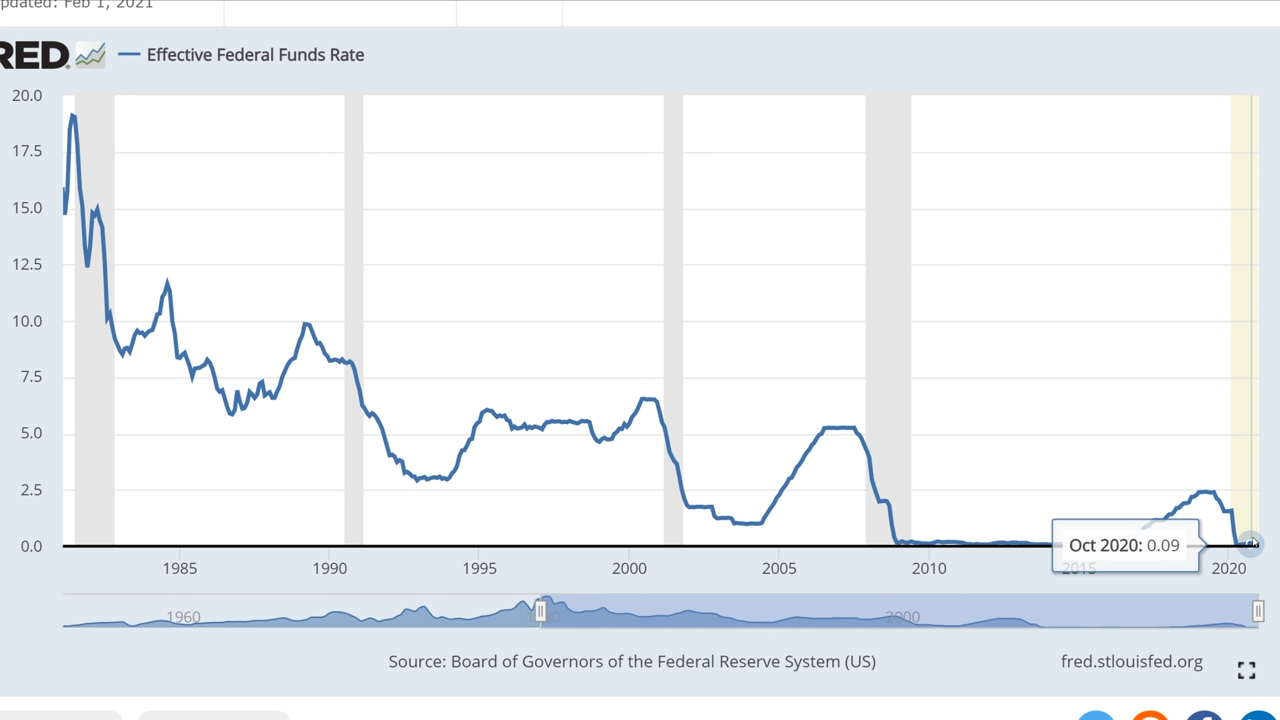 pdated: Feb 1, 2021
RED
Effective Federal Funds Rate
20.0
17.5
15.0
12.5
10.0
7.5
5.0
2.5
0.0
Oct 2020: 0.09
1985 1990 1995 2000 2005 2010 2015 2020
1960 2000
Source: Board of Governors of the Federal Reserve System (US)
fred.stlouisfed.org